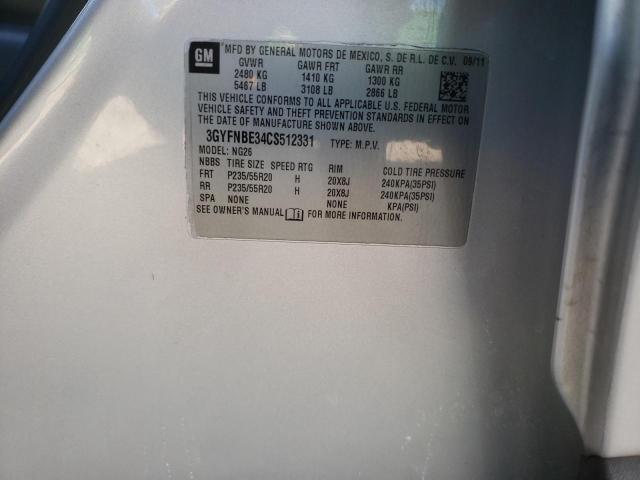 GM MFD BY GENERAL MOTORS DE MEXICO, S. DE R.L. DE C.V. 09/11
GVWR GAWR FRT GAWR RR
2480 KG 1410 KG 1300 KG
5467 LB 3108 LB 2866 LB
THIS VEHICLE CONFORMS TO ALL APPLICABLE U.S. FEDERAL MOTOR
VEHICLE SAFETY AND THEFT PREVENTION STANDARDS IN EFFECT ON
THE DATE OF MANUFACTURE SHOWN ABOVE.
3GYFNBE34CS512331 TYPE: M.P.V.
MODEL: NG26
NBBS TIRE SIZE SPEED RTG RIM COLD TIRE PRESSURE
FRT P235/55R20 H 20X8J 240KPA(35PSI)
RR P235/55R20 H 20X8J 240KPA(35PSI)
SPA NONE NONE KPA(PSI)
SEE OWNER'S MANUAL FOR MORE INFORMATION.